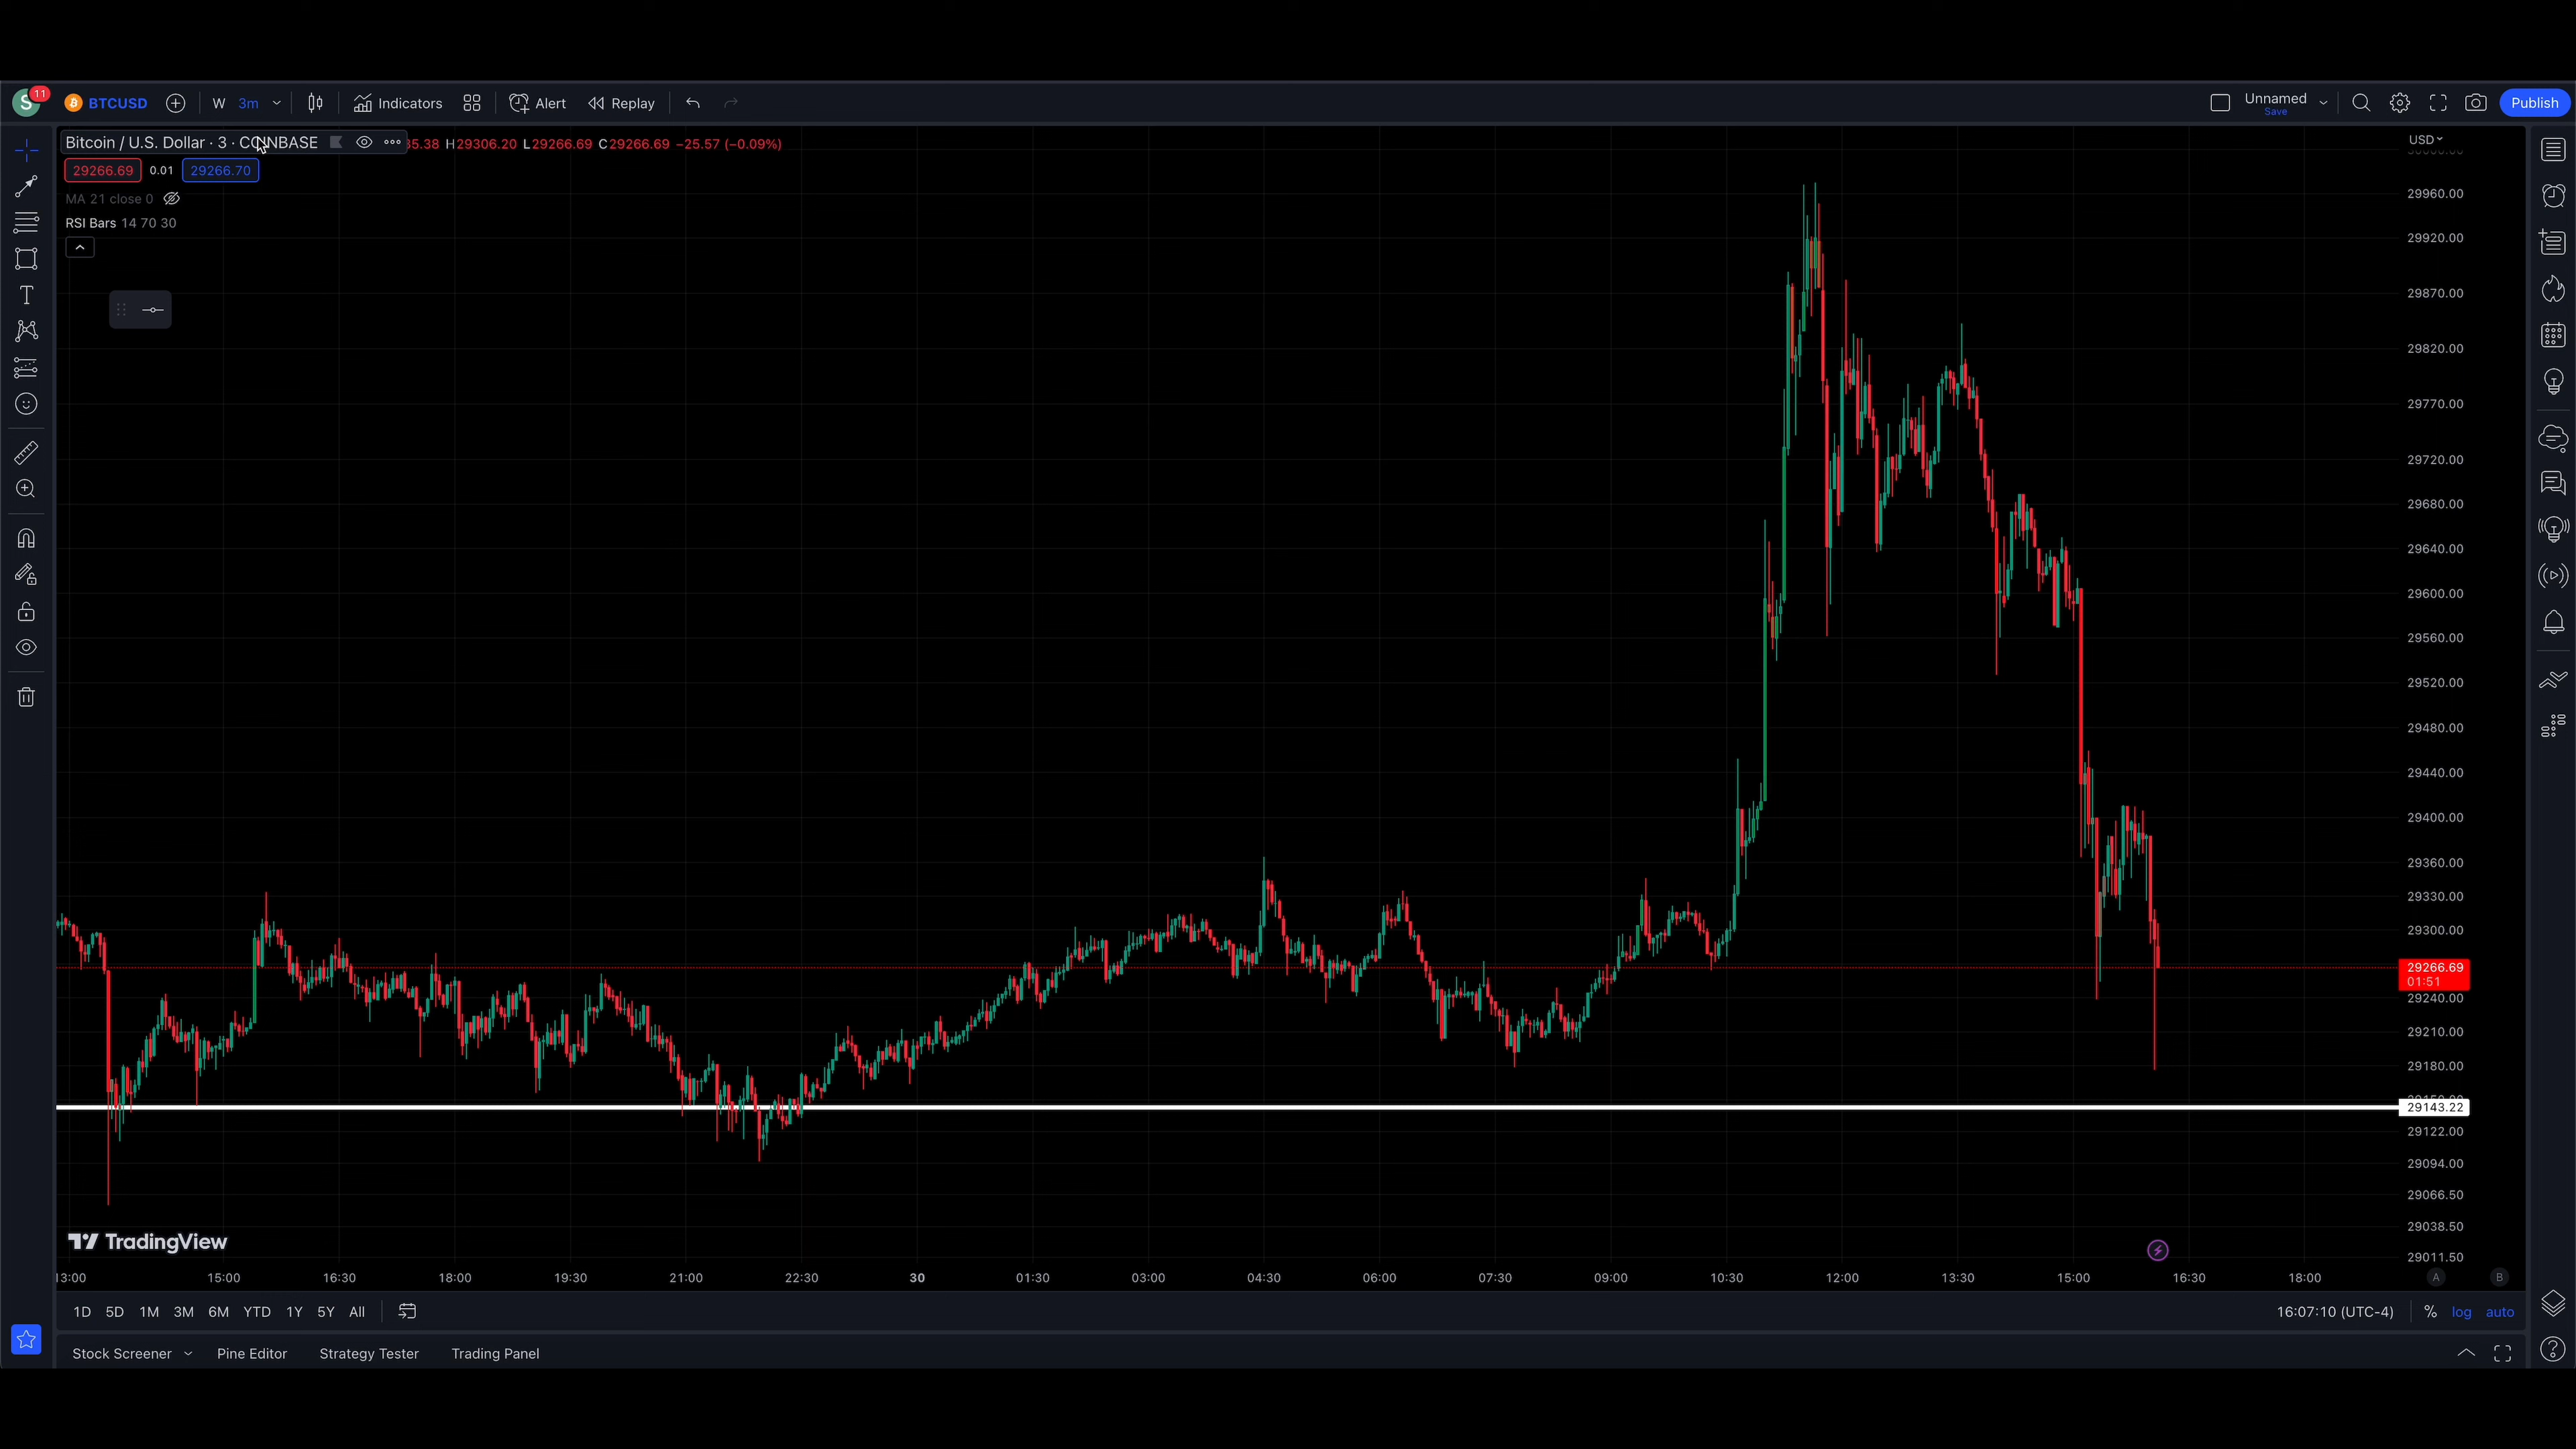 S 11 BTCUSD W 3m Indicators Alert Replay Unnamed Publish
Save
Bitcoin / U.S. Dollar · 3 · COINBASE 35.38 H29306.20 L29266.69 C29266.69 −25.57 (−0.09%)
USD
29266.69 0.01 29266.70
MA 21 close 0
RSI Bars 14 70 30
29960.00
29920.00
29870.00
29820.00
29770.00
29720.00
29680.00
29640.00
29600.00
29560.00
29520.00
29480.00
29440.00
29400.00
29360.00
29330.00
29300.00
29266.69
01:51
29240.00
29210.00
29180.00
29143.22
29122.00
29094.00
29066.50
29038.50
29011.50
TradingView
13:00 15:00 16:30 18:00 19:30 21:00 22:30 30 01:30 03:00 04:30 06:00 07:30 09:00 10:30 12:00 13:30 15:00 16:30 18:00 A B
1D 5D 1M 3M 6M YTD 1Y 5Y All 16:07:10 (UTC-4) % log auto
Stock Screener Pine Editor Strategy Tester Trading Panel